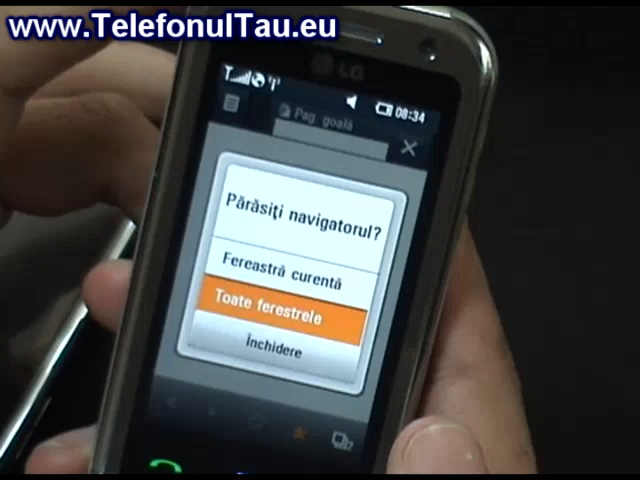 www.TelefonulTau.eu
LG
08:34
Pag. goală
Părăsiţi navigatorul?
Fereastră curentă
Toate ferestrele
Închidere